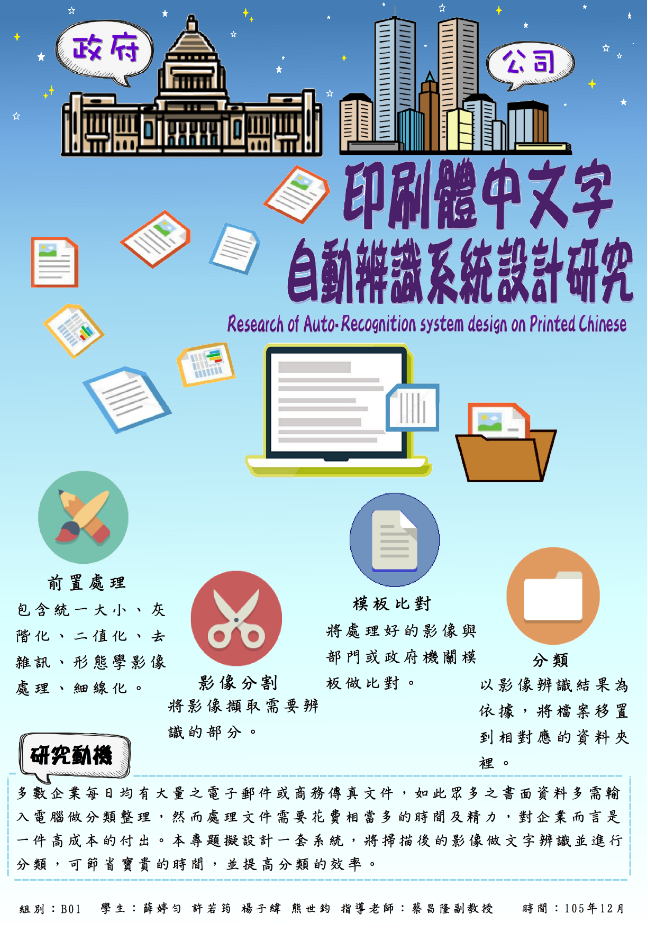 政府
公司
印刷體中文字
自動辨識系統設計研究
Research of Auto-Recognition system design on Printed Chinese
前置處理
包含統一大小、灰
階化、二值化、去
雜訊、形態學影像
處理、細線化。
影像分割
將影像擷取需要辨
識的部分。
模板比對
將處理好的影像與
部門或政府機關模
板做比對。
分類
以影像辨識結果為
依據，將檔案移置
到相對應的資料夾
裡。
研究動機
多數企業每日均有大量之電子郵件或商務傳真文件，如此眾多之書面資料多需輸
入電腦做分類整理，然而處理文件需要花費相當多的時間及精力，對企業而言是
一件高成本的付出。本專題擬設計一套系統，將掃描後的影像做文字辨識並進行
分類，可節省寶貴的時間，並提高分類的效率。
組別：B01 學生：薛婷勻 許若筠 楊子緯 熊世鈞 指導老師：蔡昌隆副教授 時間：105年12月